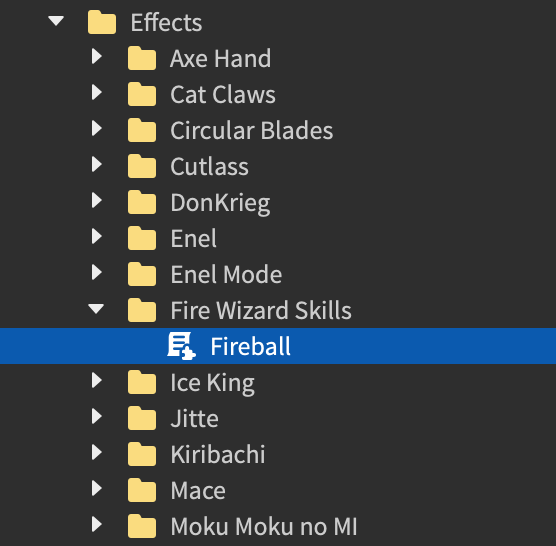 Effects
Axe Hand
Cat Claws
Circular Blades
Cutlass
DonKrieg
Enel
Enel Mode
Fire Wizard Skills
Fireball
Ice King
Jitte
Kiribachi
Mace
Moku Moku no MI